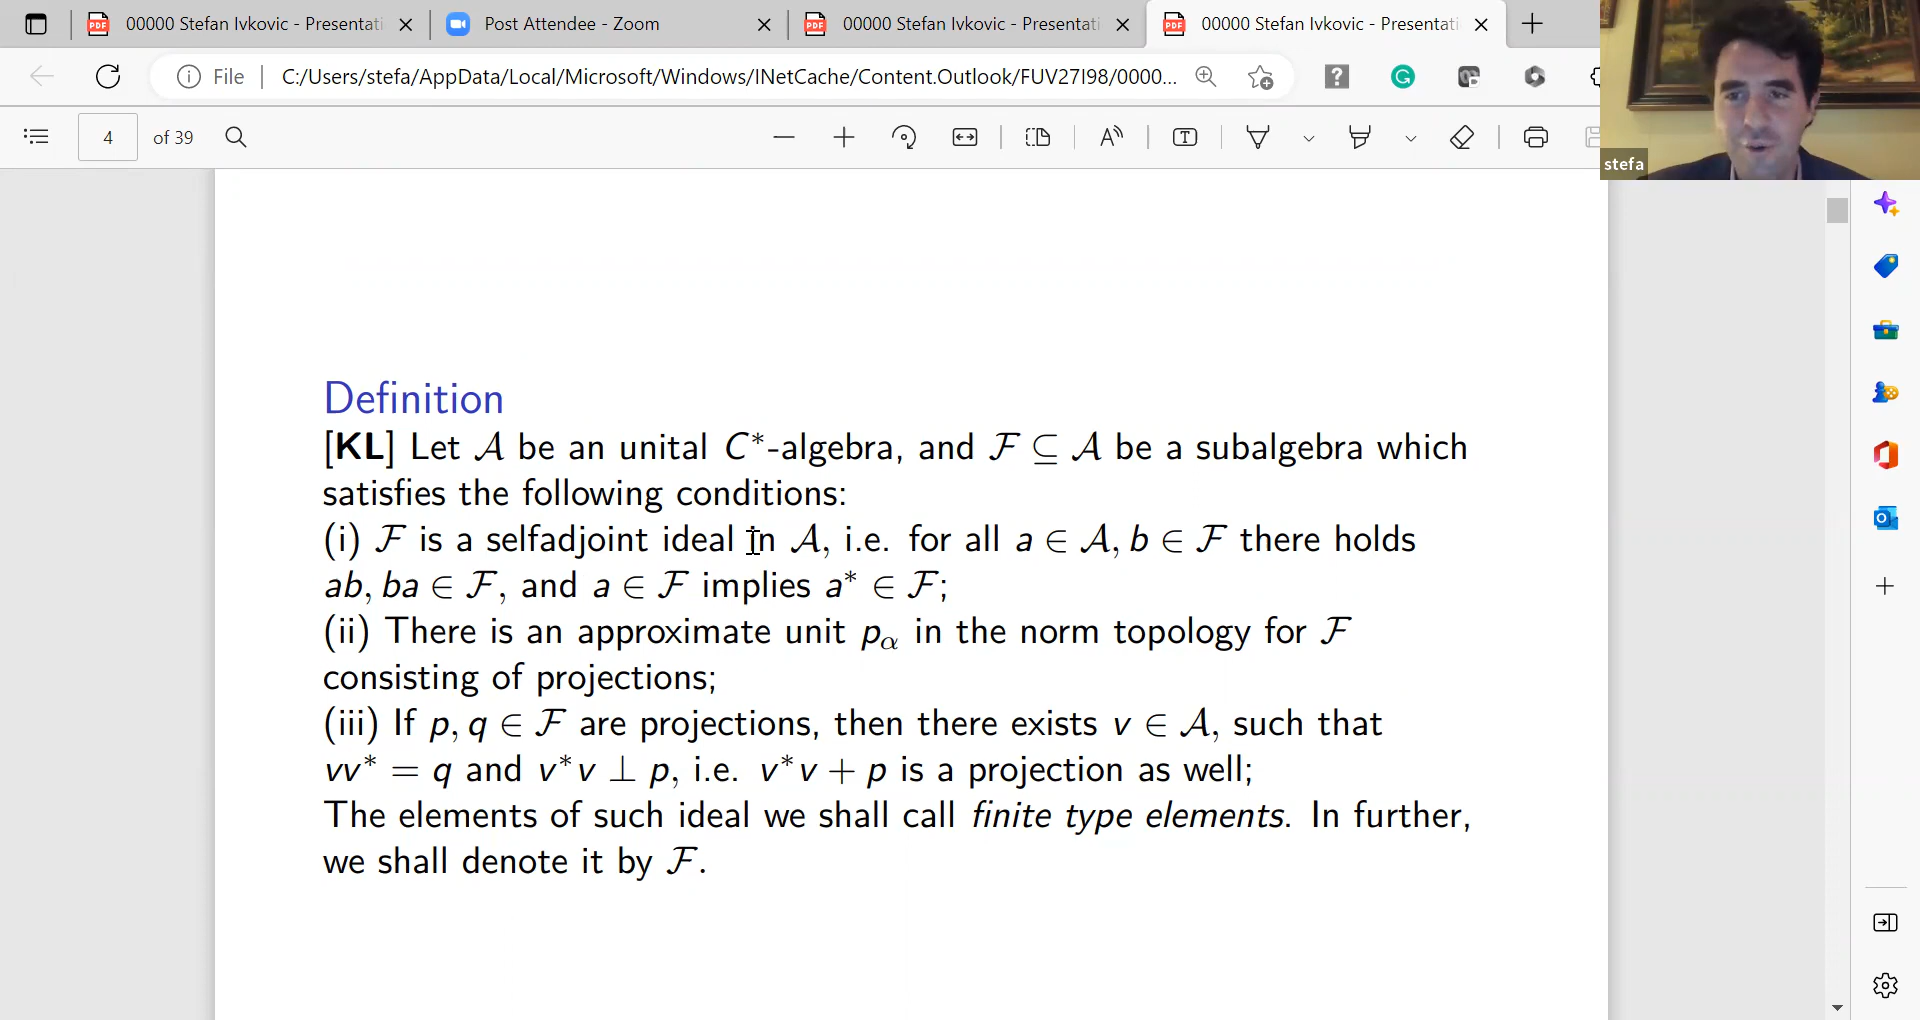 00000 Stefan Ivkovic - Presentati
Post Attendee - Zoom
00000 Stefan Ivkovic - Presentati
00000 Stefan Ivkovic - Presentati
File
C:/Users/stefa/AppData/Local/Microsoft/Windows/INetCache/Content.Outlook/FUV27I98/0000...
4 of 39
stefa
Definition
[KL] Let 𝒜 be an unital C*-algebra, and ℱ ⊆ 𝒜 be a subalgebra which
satisfies the following conditions:
(i) ℱ is a selfadjoint ideal in 𝒜, i.e. for all a ∈ 𝒜, b ∈ ℱ there holds
ab, ba ∈ ℱ, and a ∈ ℱ implies a* ∈ ℱ;
(ii) There is an approximate unit pα in the norm topology for ℱ
consisting of projections;
(iii) If p, q ∈ ℱ are projections, then there exists v ∈ 𝒜, such that
vv* = q and v*v ⊥ p, i.e. v*v + p is a projection as well;
The elements of such ideal we shall call finite type elements. In further,
we shall denote it by ℱ.